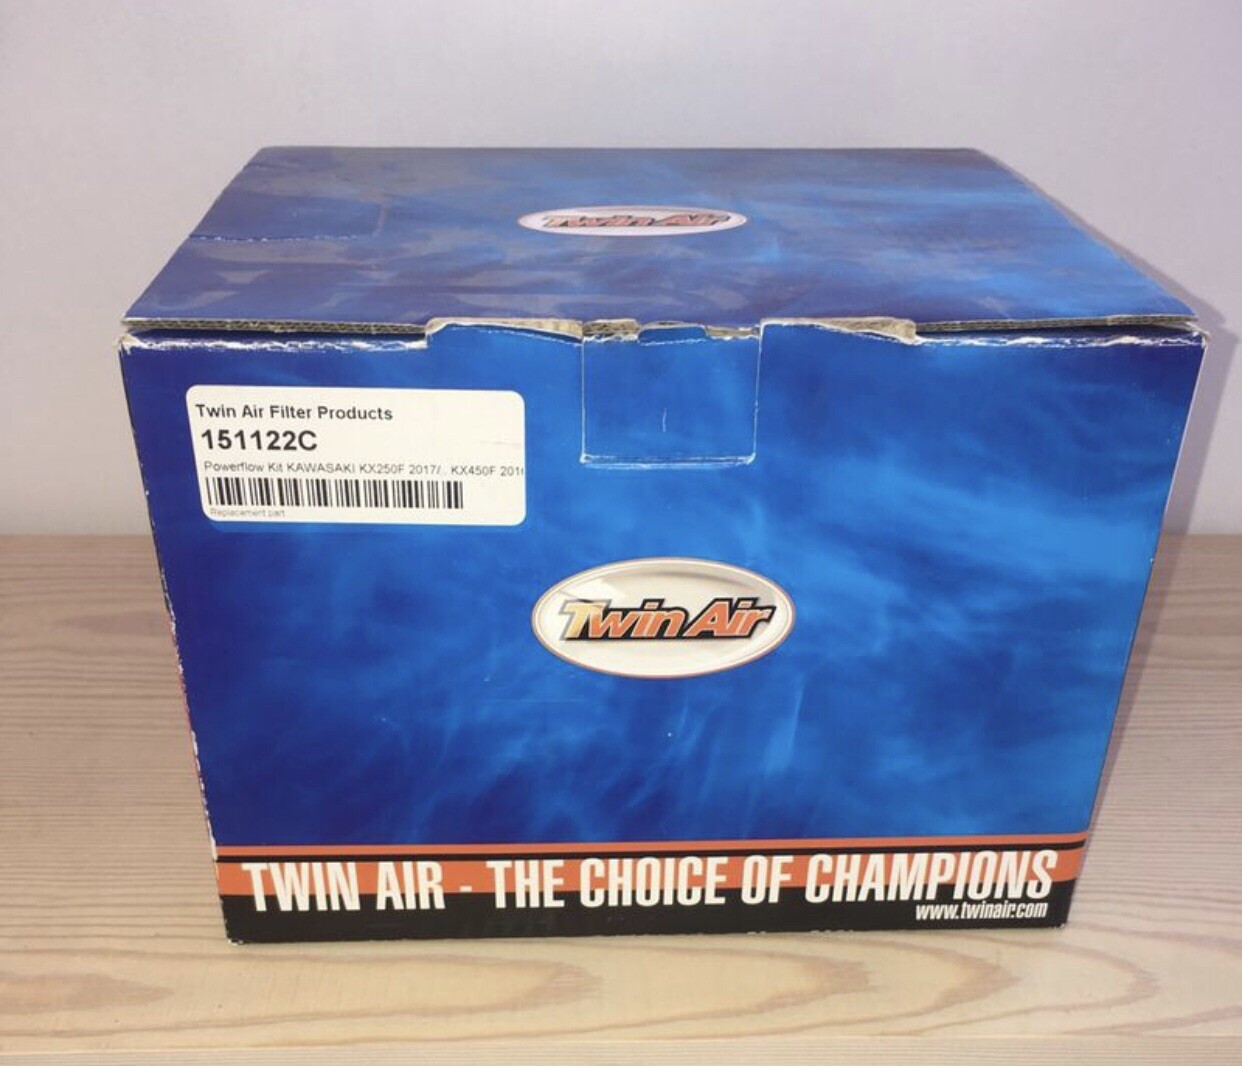 Twin Air
Twin Air Filter Products
151122C
Powerflow Kit KAWASAKI KX250F 2017/.. KX450F 201
Replacement part
Twin Air
TWIN AIR - THE CHOICE OF CHAMPIONS
www.twinair.com